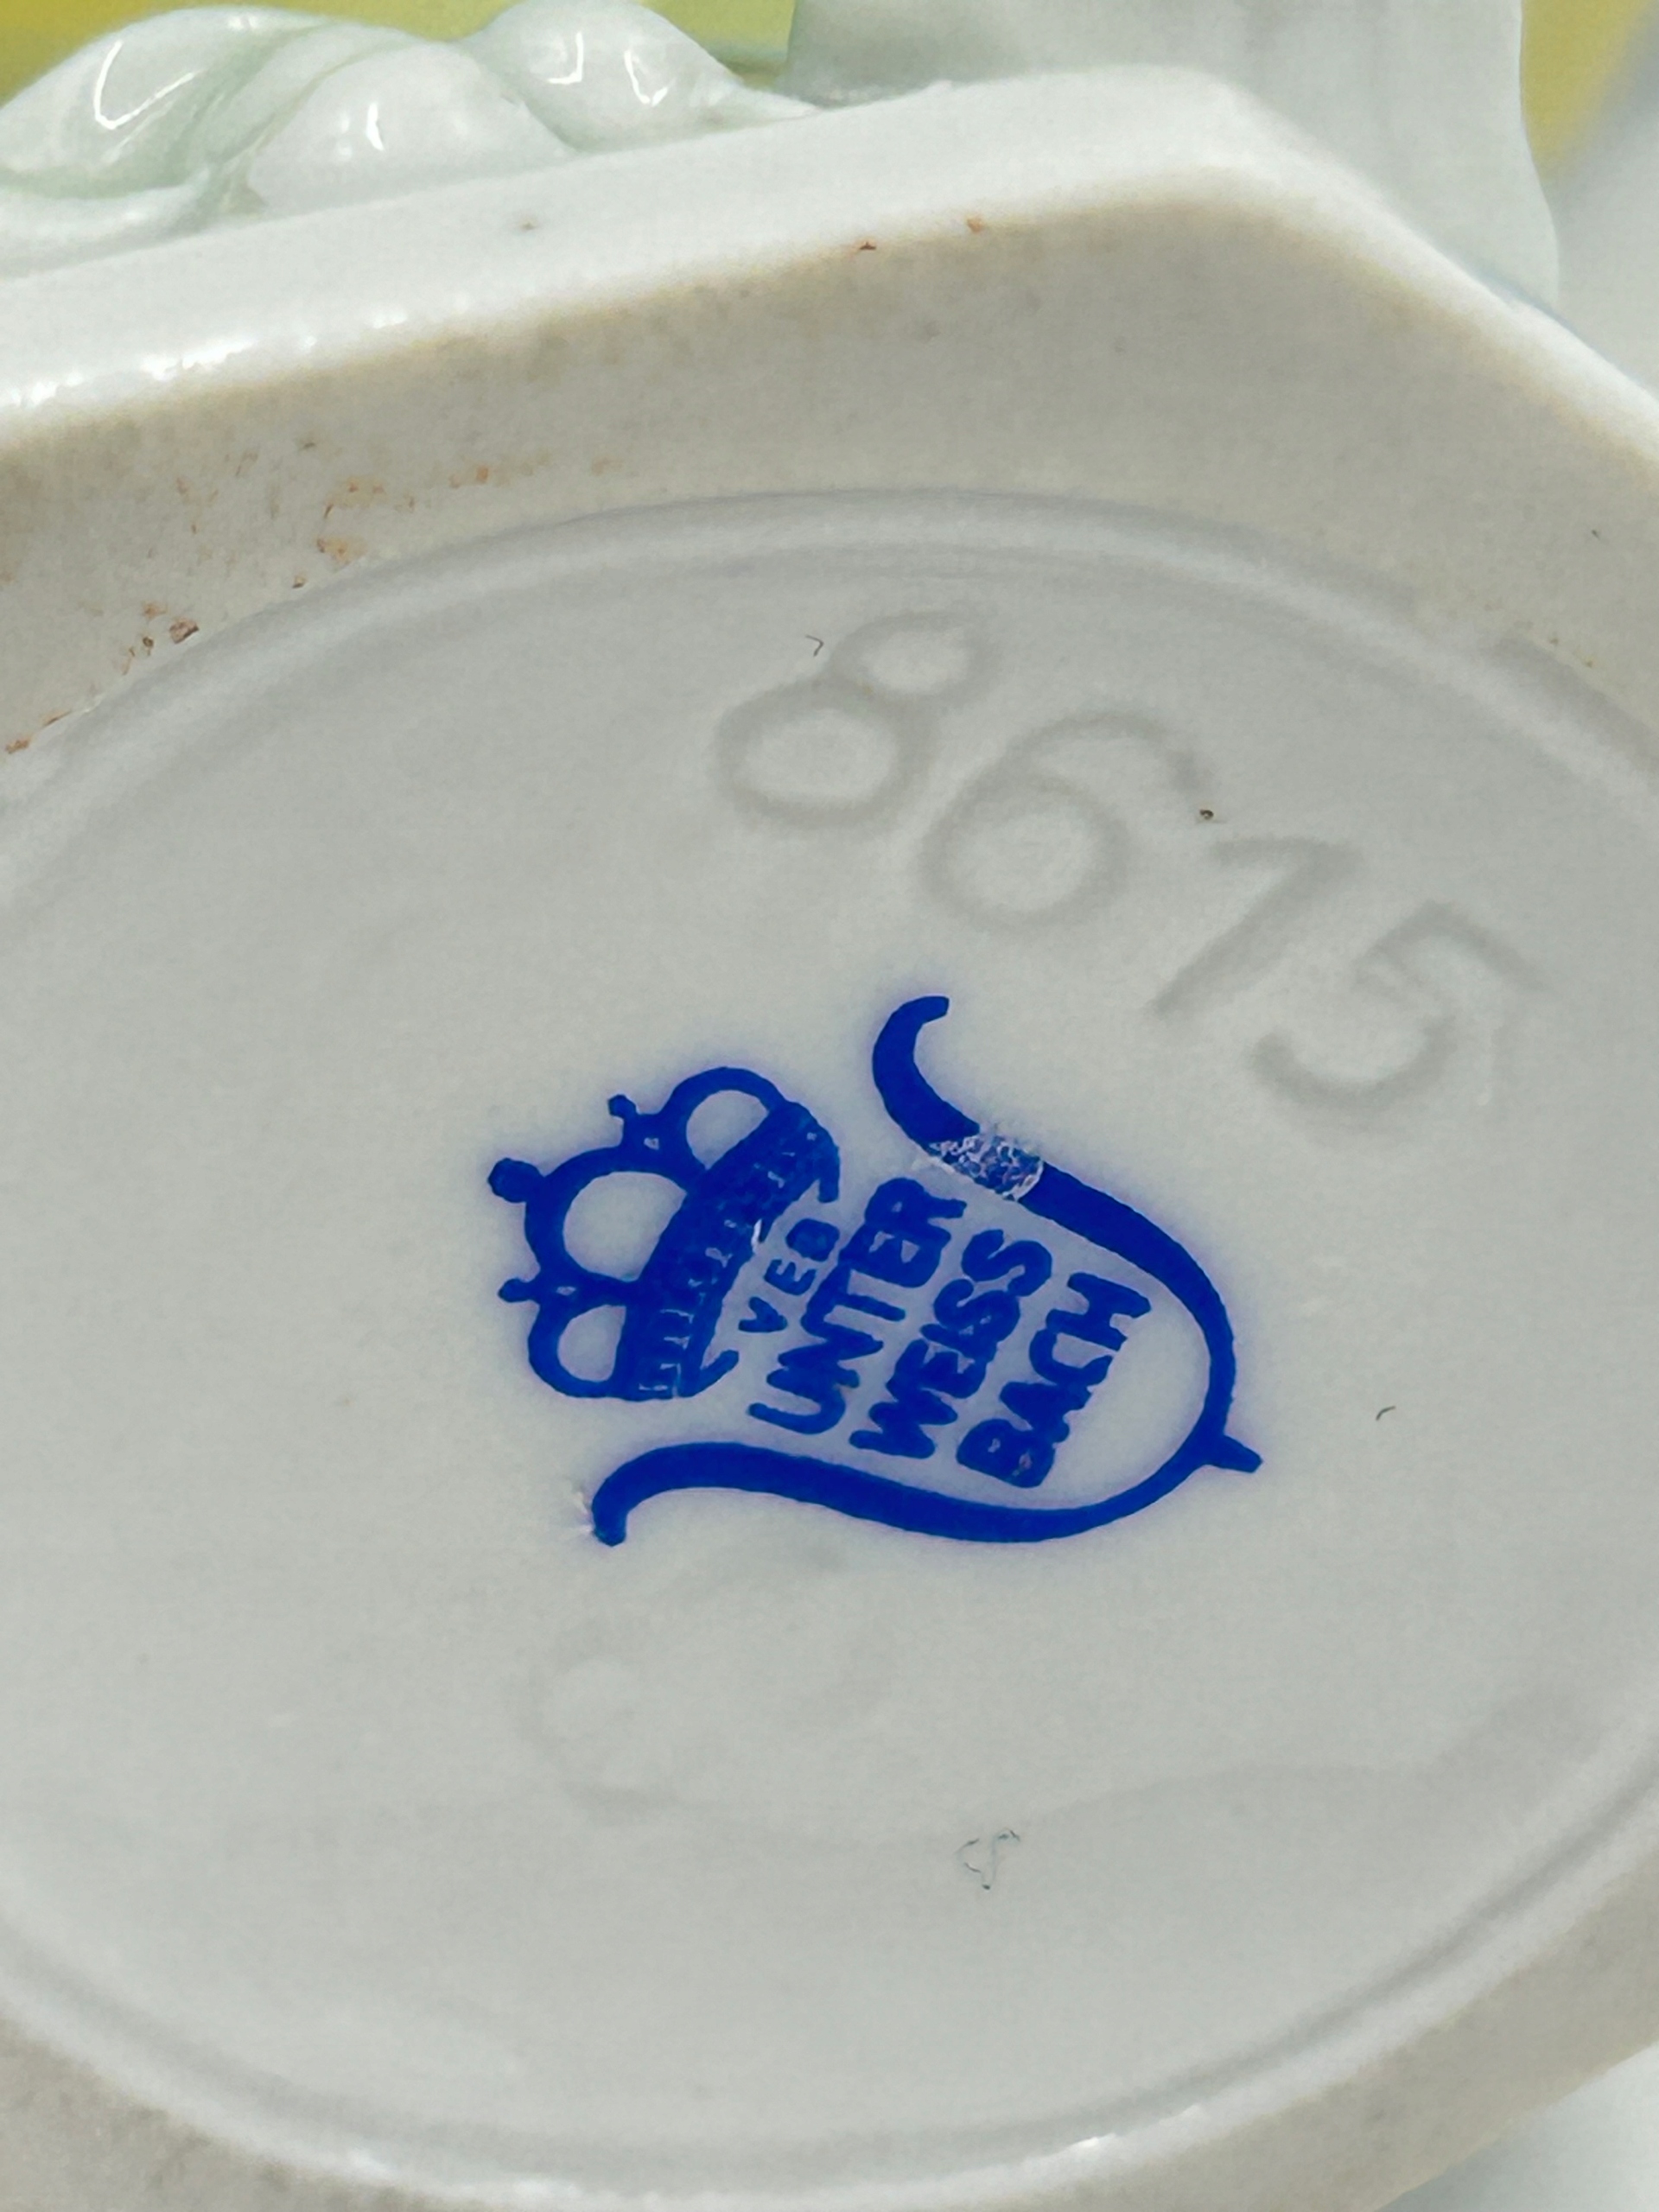 8615
VEB
UNTER
WEISS
BACH